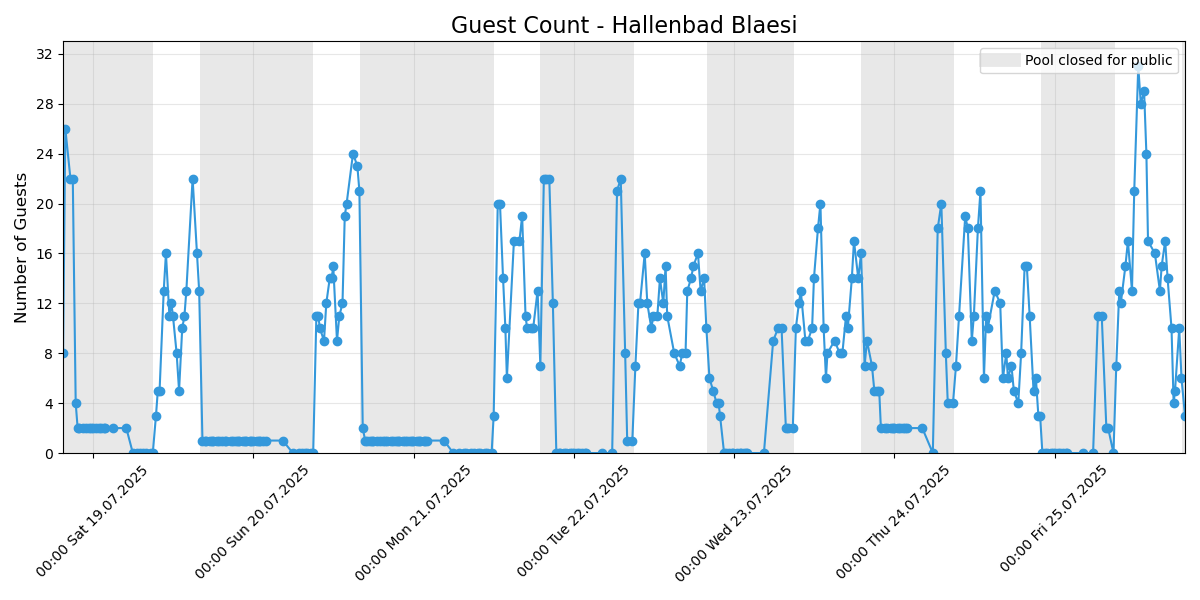 Guest Count - Hallenbad Blaesi
Pool closed for public
Number of Guests
32
28
24
20
16
12
8
4
0
00:00 Sat 19.07.2025
00:00 Sun 20.07.2025
00:00 Mon 21.07.2025
00:00 Tue 22.07.2025
00:00 Wed 23.07.2025
00:00 Thu 24.07.2025
00:00 Fri 25.07.2025